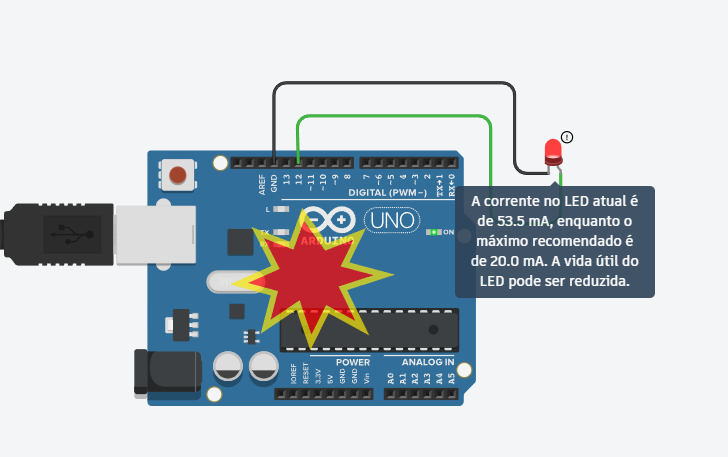 AREF
GND
13
12
~11
~10
~9
8
7
~6
~5
4
~3
2
TX→1
RX←0
DIGITAL (PWM~)
L
TX
UNO
ARDUINO
ON
A corrente no LED atual é
de 53.5 mA, enquanto o
máximo recomendado é
de 20.0 mA. A vida útil do
LED pode ser reduzida.
POWER
ANALOG IN
IOREF
RESET
3.3V
5V
GND
GND
Vin
A0
A1
A2
A3
A4
A5